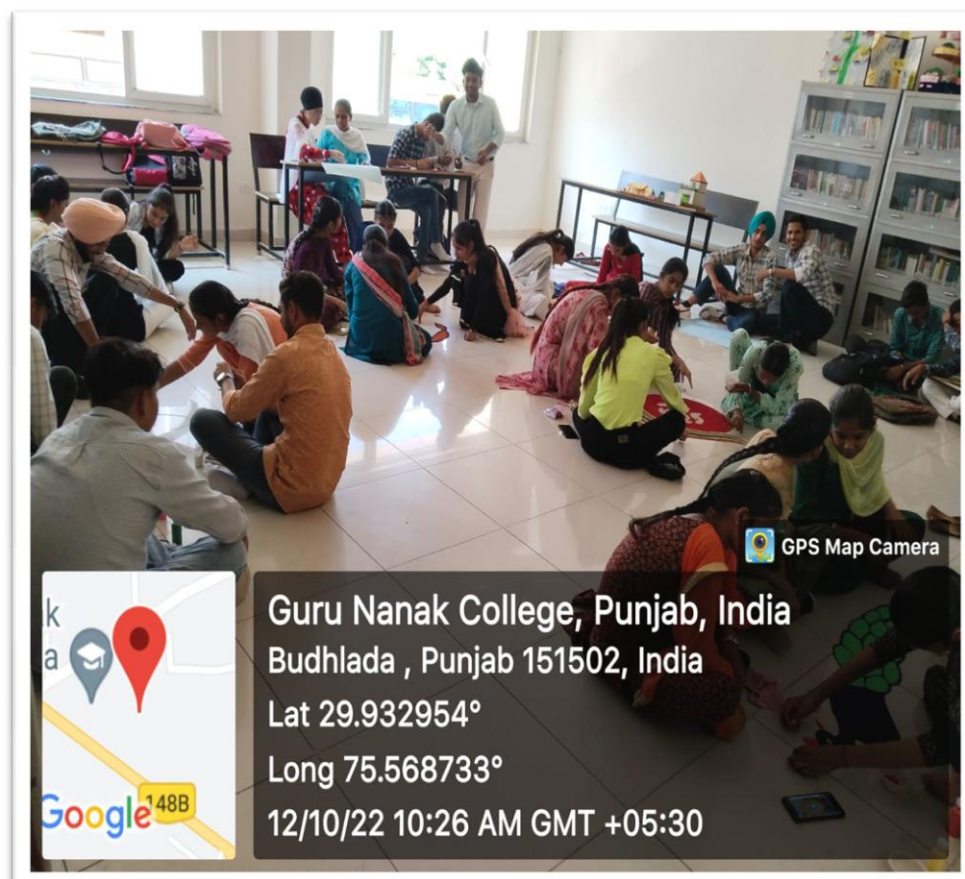 GPS Map Camera
Guru Nanak College, Punjab, India
Budhlada , Punjab 151502, India
Lat 29.932954°
Long 75.568733°
12/10/22 10:26 AM GMT +05:30
k
a
Google
148B